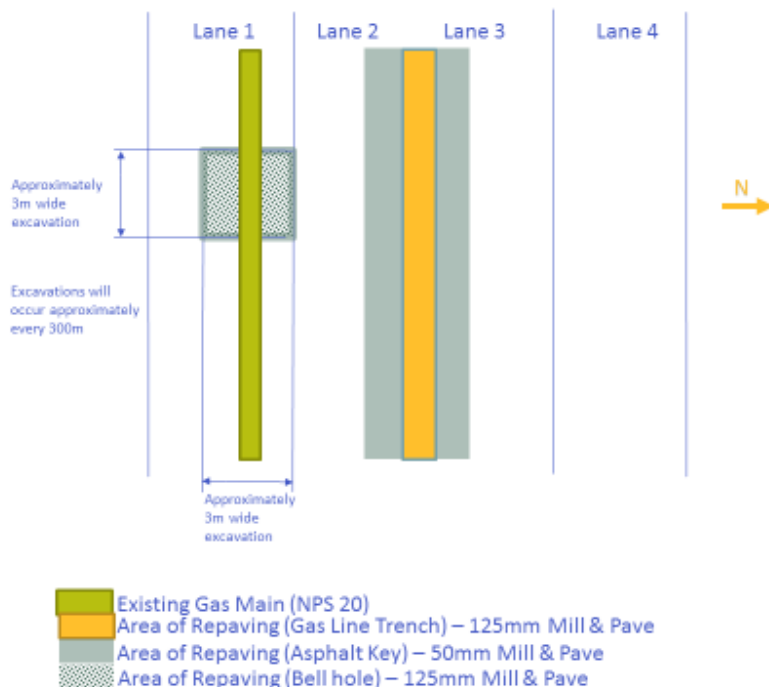 Lane 1
Lane 2
Lane 3
Lane 4
Approximately
3m wide
excavation
N
Excavations will
occur approximately
every 300m
Approximately
3m wide
excavation
Existing Gas Main (NPS 20)
Area of Repaving (Gas Line Trench) – 125mm Mill & Pave
Area of Repaving (Asphalt Key) – 50mm Mill & Pave
Area of Repaving (Bell hole) – 125mm Mill & Pave